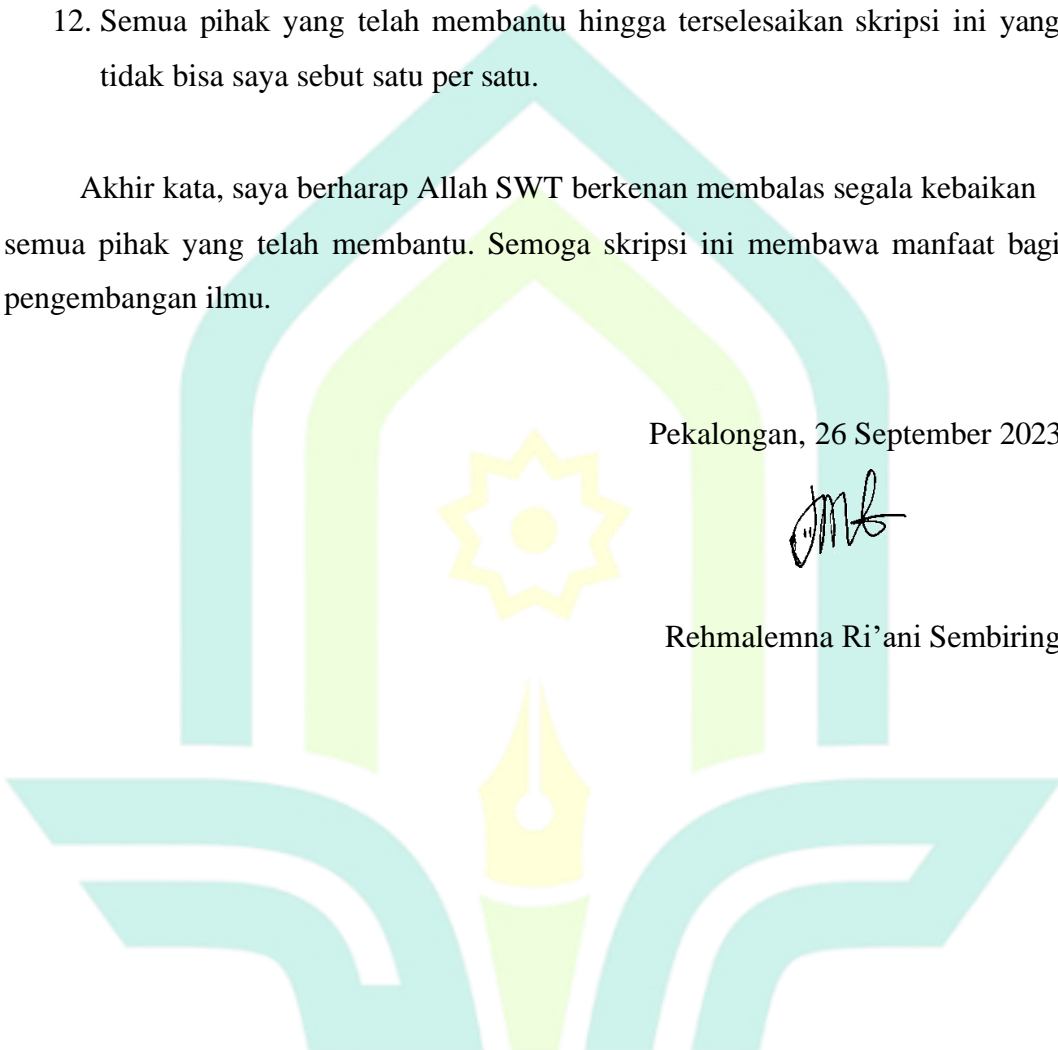 12. Semua pihak yang telah membantu hingga terselesaikan skripsi ini yang
tidak bisa saya sebut satu per satu.
Akhir kata, saya berharap Allah SWT berkenan membalas segala kebaikan
semua pihak yang telah membantu. Semoga skripsi ini membawa manfaat bagi
pengembangan ilmu.
Pekalongan, 26 September 2023
Rehmalemna Ri’ani Sembiring